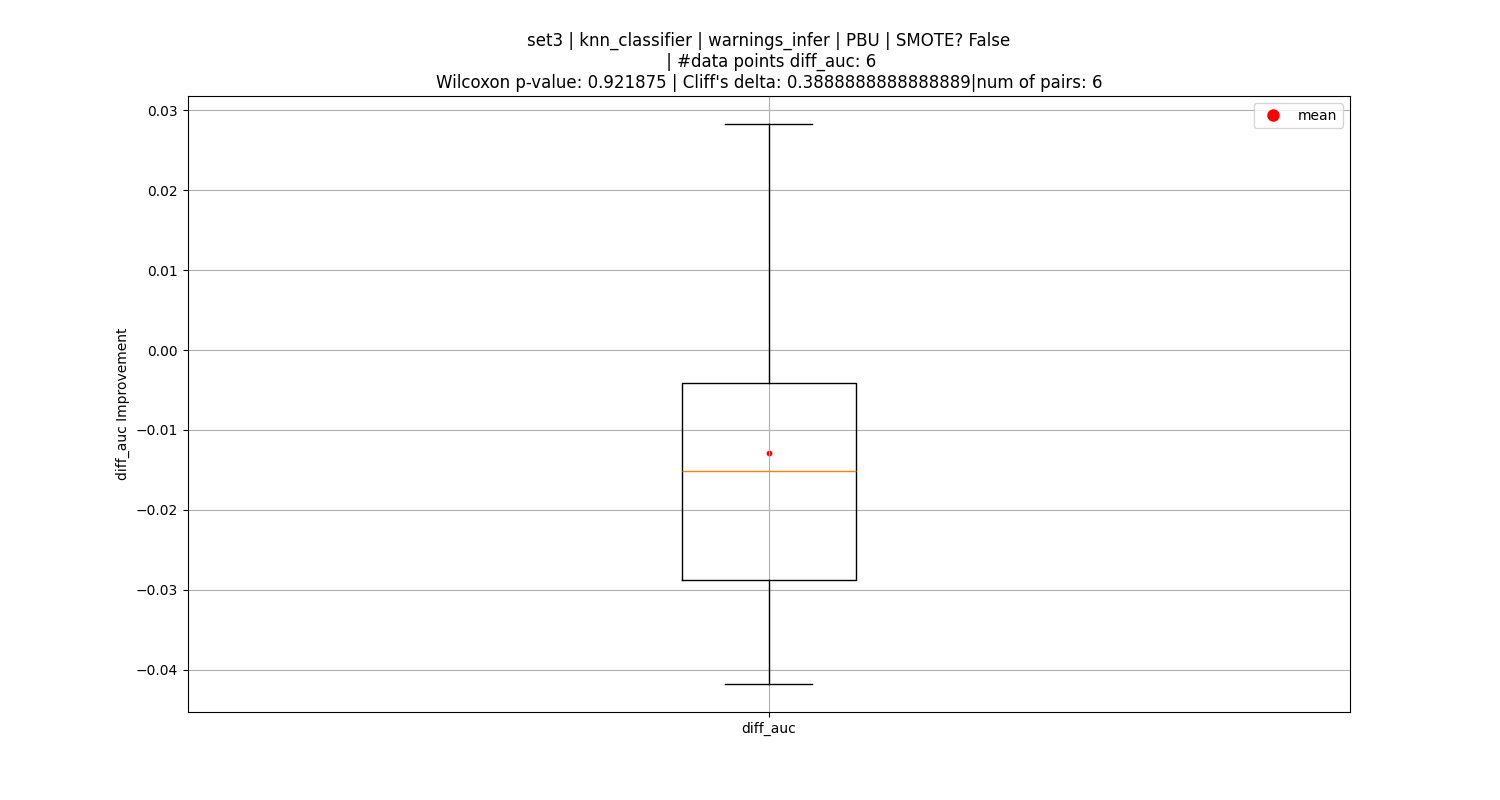 set3 | knn_classifier | warnings_infer | PBU | SMOTE? False
| #data points diff_auc: 6
Wilcoxon p-value: 0.921875 | Cliff's delta: 0.3888888888888889|num of pairs: 6
mean
0.03
0.02
0.01
0.00
−0.01
−0.02
−0.03
−0.04
diff_auc Improvement
diff_auc